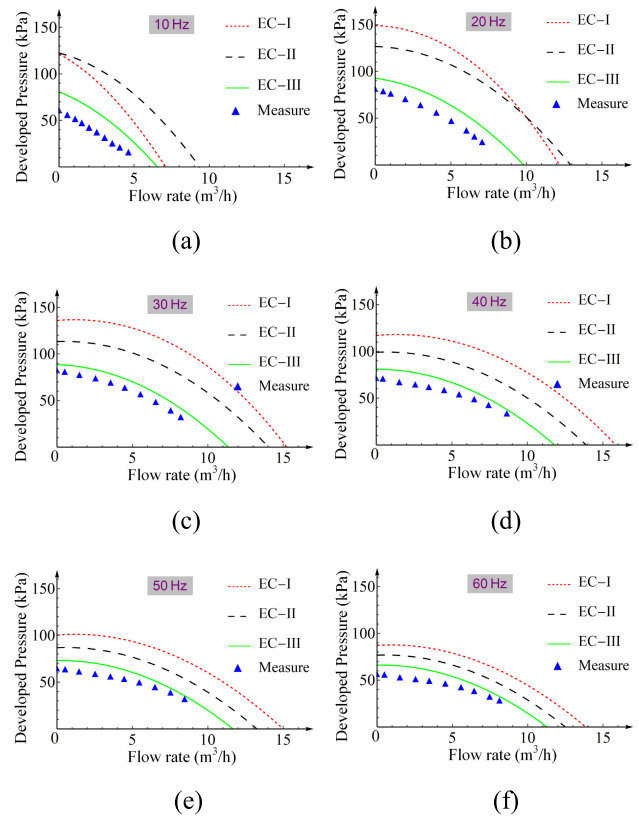 Developed Pressure (kPa)
150
100
50
0
5
10
15
Flow rate (m³/h)
10 Hz
EC−I
EC−II
EC−III
Measure
(a)
Developed Pressure (kPa)
150
100
50
0
5
10
15
Flow rate (m³/h)
20 Hz
EC−I
EC−II
EC−III
Measure
(b)
Developed Pressure (kPa)
150
100
50
0
5
10
15
Flow rate (m³/h)
30 Hz
EC−I
EC−II
EC−III
Measure
(c)
Developed Pressure (kPa)
150
100
50
0
5
10
15
Flow rate (m³/h)
40 Hz
EC−I
EC−II
EC−III
Measure
(d)
Developed Pressure (kPa)
150
100
50
0
5
10
15
Flow rate (m³/h)
50 Hz
EC−I
EC−II
EC−III
Measure
(e)
Developed Pressure (kPa)
150
100
50
0
5
10
15
Flow rate (m³/h)
60 Hz
EC−I
EC−II
EC−III
Measure
(f)